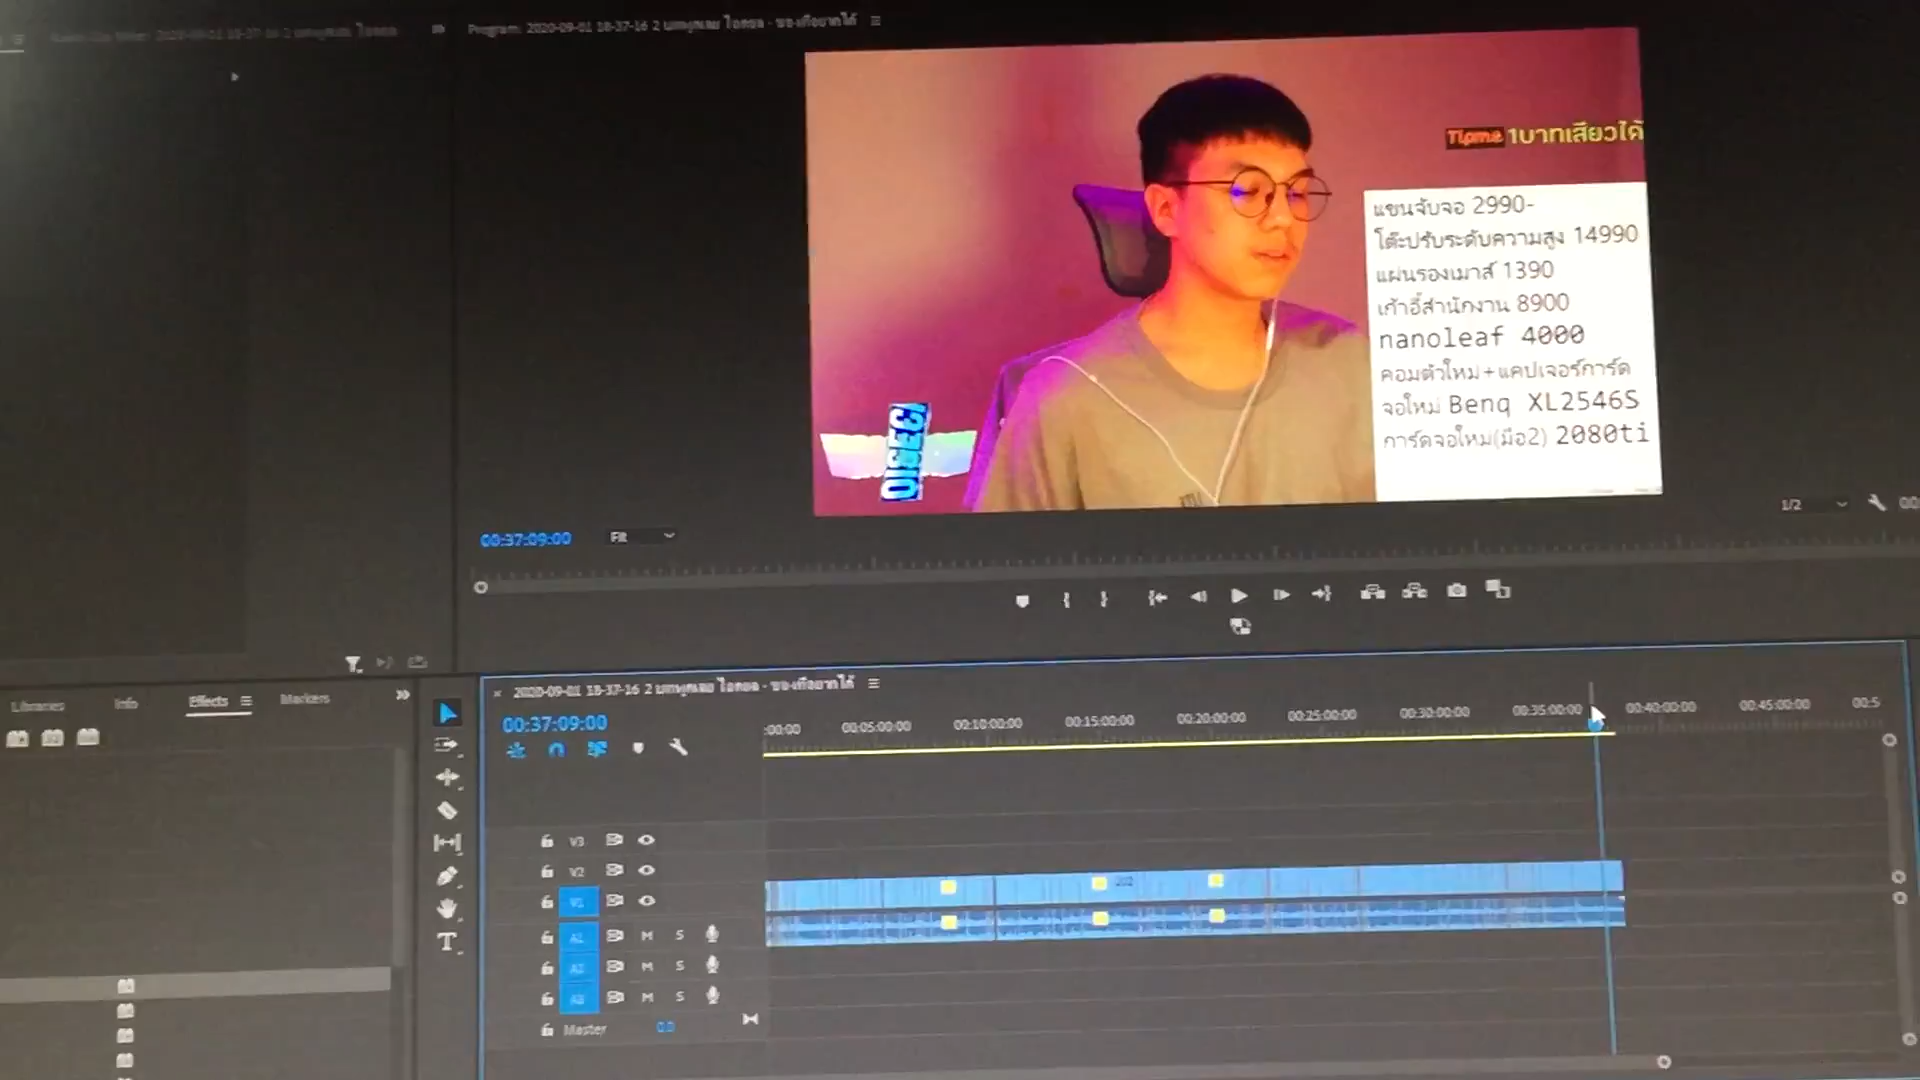 Program: 2020-09-01 18-37-16 2
Tipme 1บาทเสียวได้
แขนจับจอ 2990-
โต๊ะปรับระดับความสูง 14990
แผ่นรองเมาส์ 1390
เก้าอี้สำนักงาน 8900
nanoleaf 4000
คอมตัวใหม่+แคปเจอร์การ์ด
จอใหม่ Benq XL2546S
การ์ดจอใหม่(มือ2) 2080ti
00:37:09:00
Fit
1/2
00
Libraries
Info
Effects
Markers
2020-09-01 18-37-16 2
00:37:09:00
:00:00
00:05:00:00
00:10:00:00
00:15:00:00
00:20:00:00
00:25:00:00
00:30:00:00
00:35:00:00
00:40:00:00
00:45:00:00
00:5
V3
V2
V1
M S
M S
A3 M S
Master 0.0